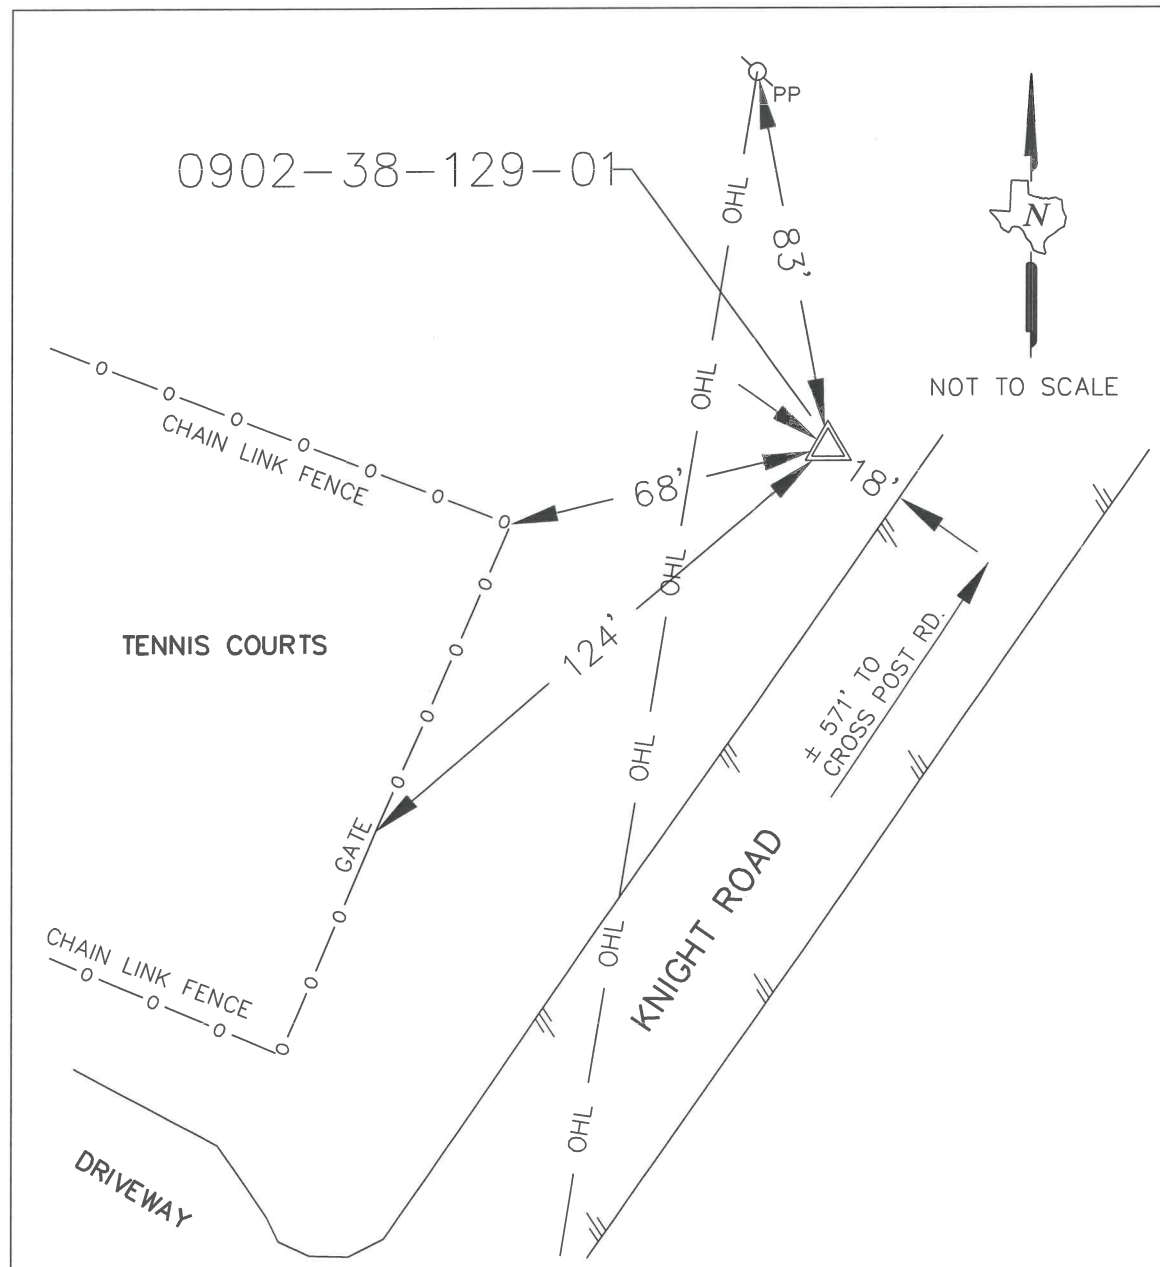 PP
0902-38-129-01
OHL
83'
N
NOT TO SCALE
OHL
CHAIN LINK FENCE
68'
18'
OHL
TENNIS COURTS
124'
± 571' TO
CROSS POST RD.
OHL
GATE
KNIGHT ROAD
CHAIN LINK FENCE
OHL
OHL
DRIVEWAY